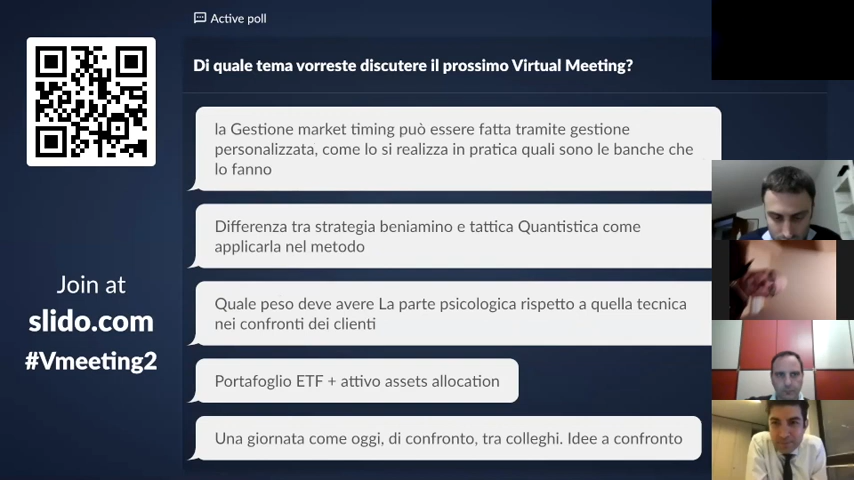 Active poll
Di quale tema vorreste discutere il prossimo Virtual Meeting?
la Gestione market timing può essere fatta tramite gestione
personalizzata, come lo si realizza in pratica quali sono le banche che
lo fanno
Differenza tra strategia beniamino e tattica Quantistica come
applicarla nel metodo
Quale peso deve avere La parte psicologica rispetto a quella tecnica
nei confronti dei clienti
Portafoglio ETF + attivo assets allocation
Una giornata come oggi, di confronto, tra colleghi. Idee a confronto
Join at
slido.com
#Vmeeting2